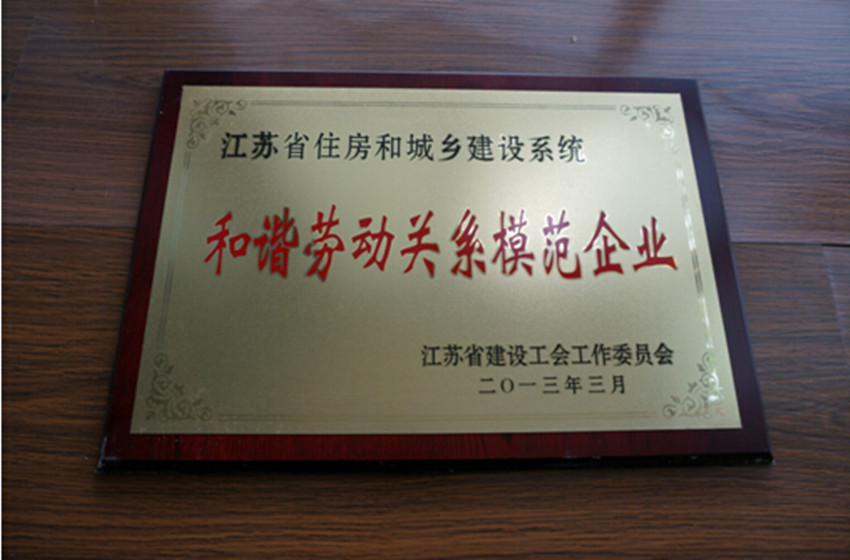 江苏省住房和城乡建设系统
和谐劳动关系模范企业
江苏省建设工会工作委员会
二〇一三年三月